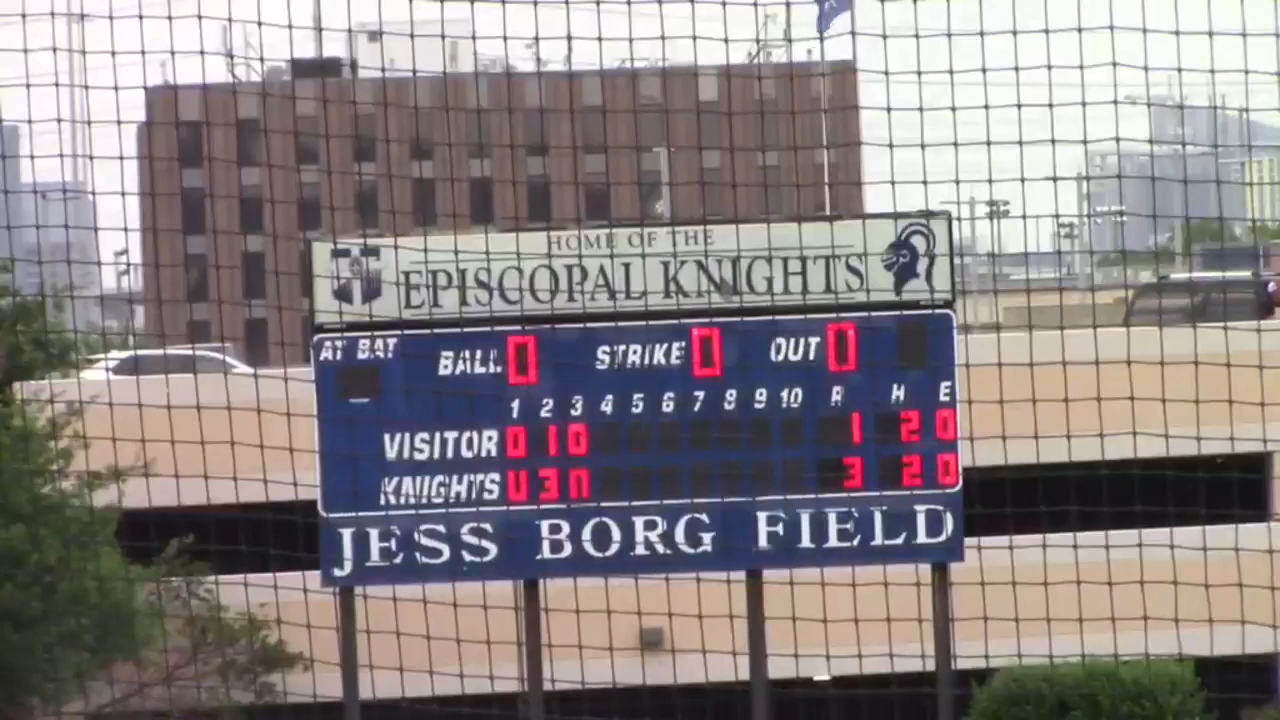 HOME OF THE
EPISCOPAL KNIGHTS
AT BAT BALL 0 STRIKE 0 OUT 0
1 2 3 4 5 6 7 8 9 10 R H E
VISITOR 0 1 0 1 2 0
KNIGHTS 0 3 0 3 2 0
JESS BORG FIELD